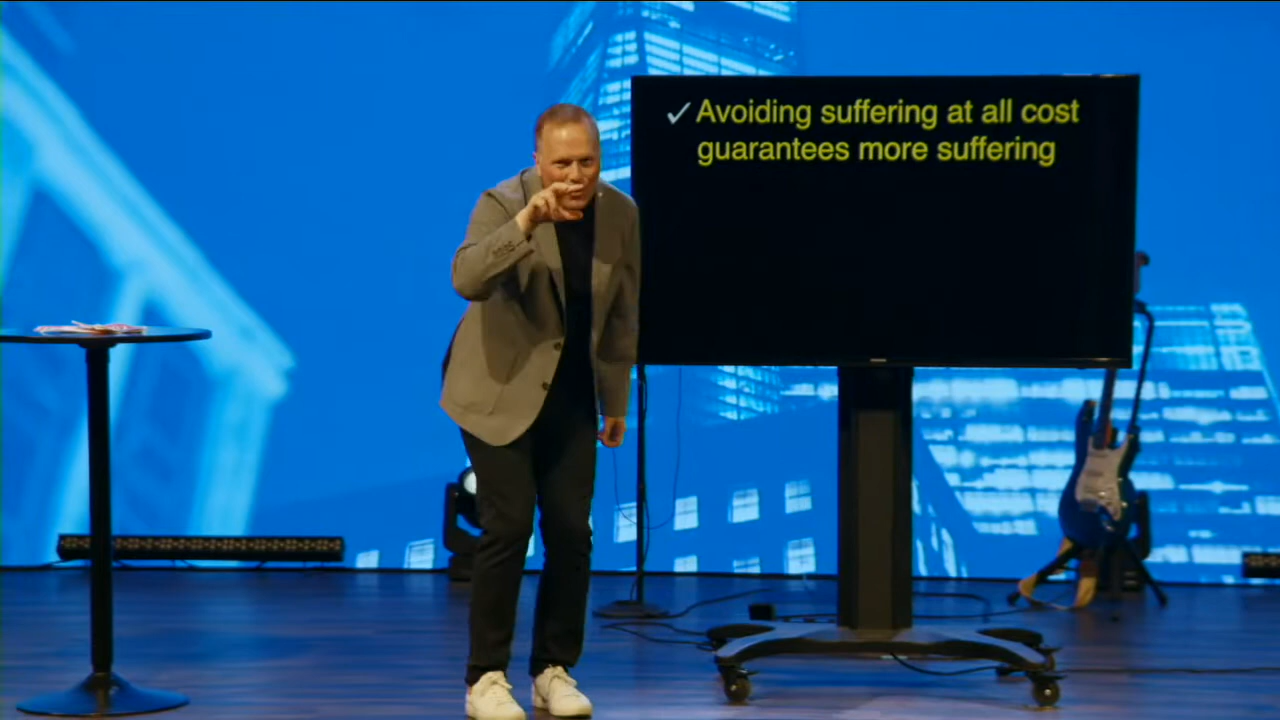 ✓ Avoiding suffering at all cost
guarantees more suffering